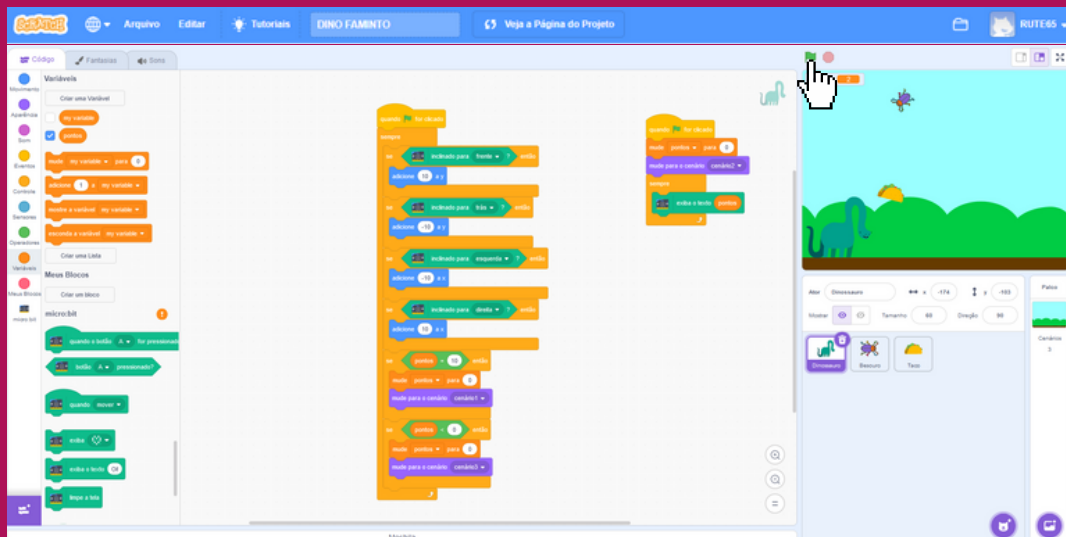 SCRATCH
Arquivo
Editar
Tutoriais
DINO FAMINTO
Veja a Página do Projeto
RUTE65
Código
Fantasias
Sons
Movimento
Aparência
Som
Eventos
Controle
Sensores
Operadores
Variáveis
Meus Blocos
micro:bit
Variáveis
Criar uma Variável
my variable
pontos
mude my variable para 0
adicione 1 a my variable
mostre a variável my variable
esconda a variável my variable
Criar uma Lista
Meus Blocos
Criar um bloco
micro:bit
quando o botão A for pressionad
botão A pressionado?
quando mover
exiba
exiba o texto
limpe a tela
quando for clicado
sempre
se inclinado para frente ? então
adicione 10 a y
se inclinado para trás ? então
adicione -10 a y
se inclinado para esquerda ? então
adicione -10 a x
se inclinado para direita ? então
adicione 10 a x
se pontos = 10 então
mude pontos para 0
mude para o cenário cenário1
se pontos < 0 então
mude pontos para 0
mude para o cenário cenário3
quando for clicado
mude pontos para 0
mude para o cenário cenário2
sempre
exiba o texto pontos
2
Ator Dinossauro x -174 y -103
Mostrar Tamanho Direção 90
Dinossauro
Besouro
Taco
Palco
Cenários
3
Mochila